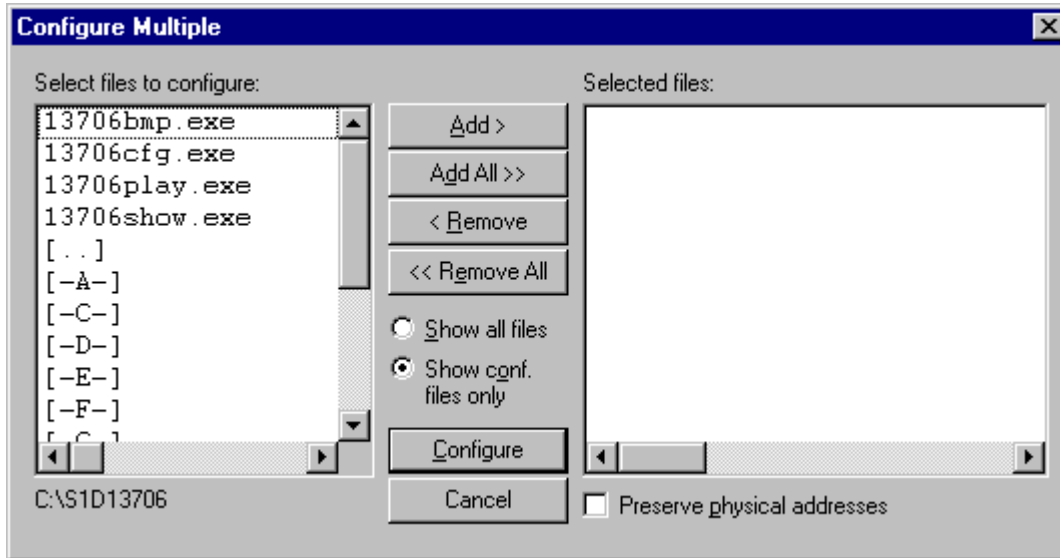 Configure Multiple
Select files to configure:
13706bmp.exe
13706cfg.exe
13706play.exe
13706show.exe
[..]
[-A-]
[-C-]
[-D-]
[-E-]
[-F-]
Add >
Add All >>
< Remove
<< Remove All
Show all files
Show conf.
files only
Configure
Cancel
Selected files:
Preserve physical addresses
C:\S1D13706